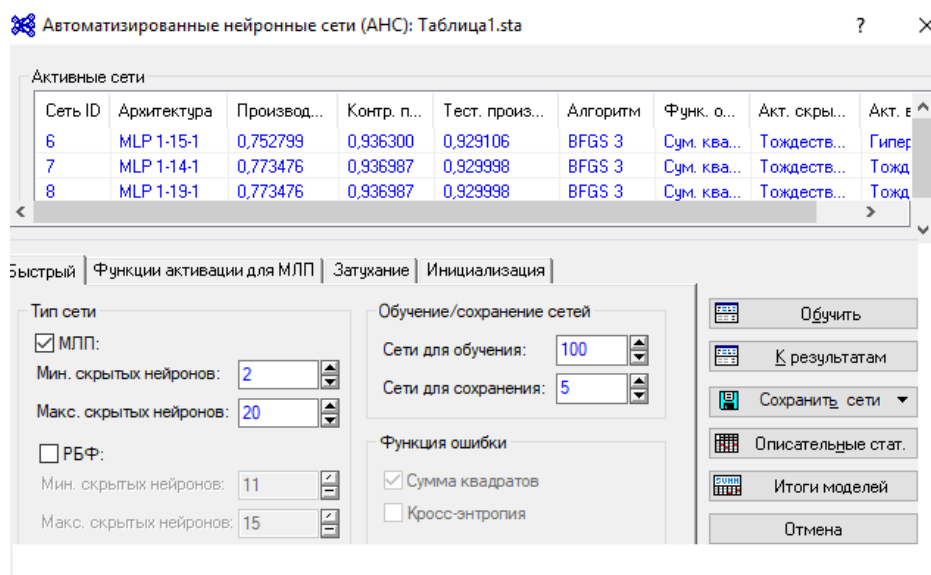 Автоматизированные нейронные сети (АНС): Таблица1.sta ?
Активные сети
Сеть ID Архитектура Производ... Контр. п... Тест. произ... Алгоритм Функ. о... Акт. скры... Акт. в
6 MLP 1-15-1 0,752799 0,936300 0,929106 BFGS 3 Сум. ква... Тождеств... Гипер
7 MLP 1-14-1 0,773476 0,936987 0,929998 BFGS 3 Сум. ква... Тождеств... Тожд
8 MLP 1-19-1 0,773476 0,936987 0,929998 BFGS 3 Сум. ква... Тождеств... Тожд
Быстрый Функции активации для МЛП Затухание Инициализация
Тип сети
МЛП:
Мин. скрытых нейронов: 2
Макс. скрытых нейронов: 20
РБФ:
Мин. скрытых нейронов: 11
Макс. скрытых нейронов: 15
Обучение/сохранение сетей
Сети для обучения: 100
Сети для сохранения: 5
Функция ошибки
Сумма квадратов
Кросс-энтропия
Обучить
К результатам
Сохранить сети
Описательные стат.
Итоги моделей
Отмена